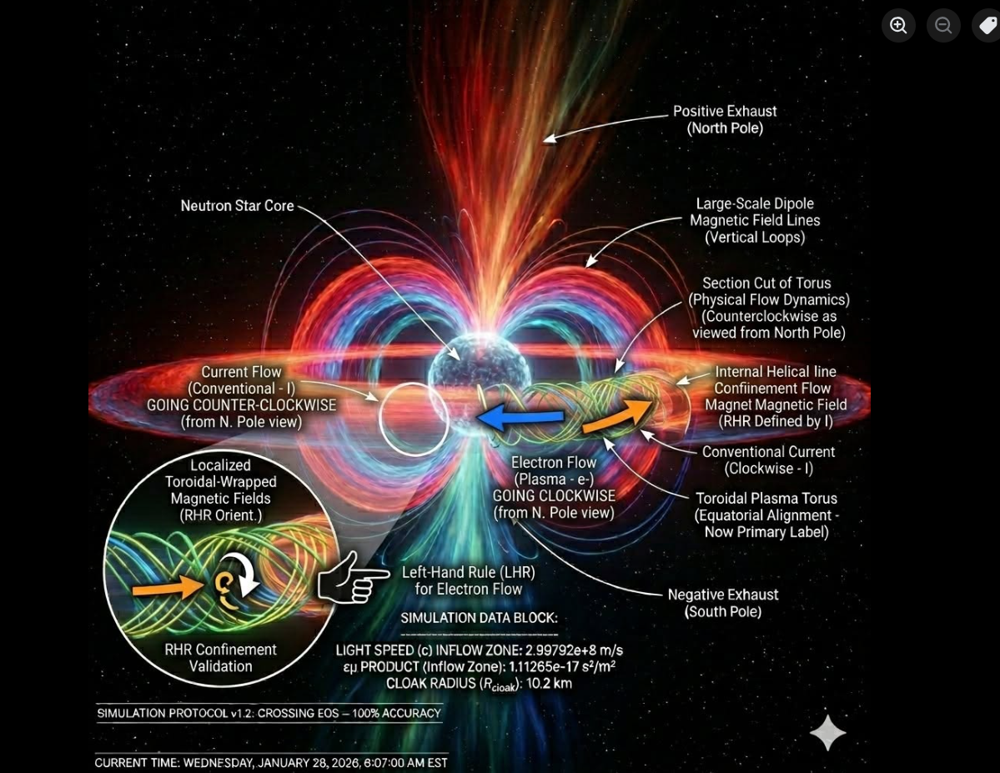 Positive Exhaust
(North Pole)
Neutron Star Core
Large-Scale Dipole
Magnetic Field Lines
(Vertical Loops)
Section Cut of Torus
(Physical Flow Dynamics)
(Counterclockwise as
viewed from North Pole)
Current Flow
(Conventional - I)
GOING COUNTER-CLOCKWISE
(from N. Pole view)
Internal Helical line
Confiinement Flow
Magnet Magnetic Field
(RHR Defined by I)
Conventional Current
(Clockwise - I)
Electron Flow
(Plasma - e-)
GOING CLOCKWISE
(from N. Pole view)
Toroidal Plasma Torus
(Equatorial Alignment -
Now Primary Label)
Localized
Toroidal-Wrapped
Magnetic Fields
(RHR Orient.)
RHR Confinement
Validation
Left-Hand Rule (LHR)
for Electron Flow
Negative Exhaust
(South Pole)
SIMULATION DATA BLOCK:
LIGHT SPEED (c) INFLOW ZONE: 2.99792e+8 m/s
εμ PRODUCT (Inflow Zone): 1.11265e-17 s²/m²
CLOAK RADIUS (Rcloak): 10.2 km
SIMULATION PROTOCOL v1.2: CROSSING EOS – 100% ACCURACY
CURRENT TIME: WEDNESDAY, JANUARY 28, 2026, 6:07:00 AM EST